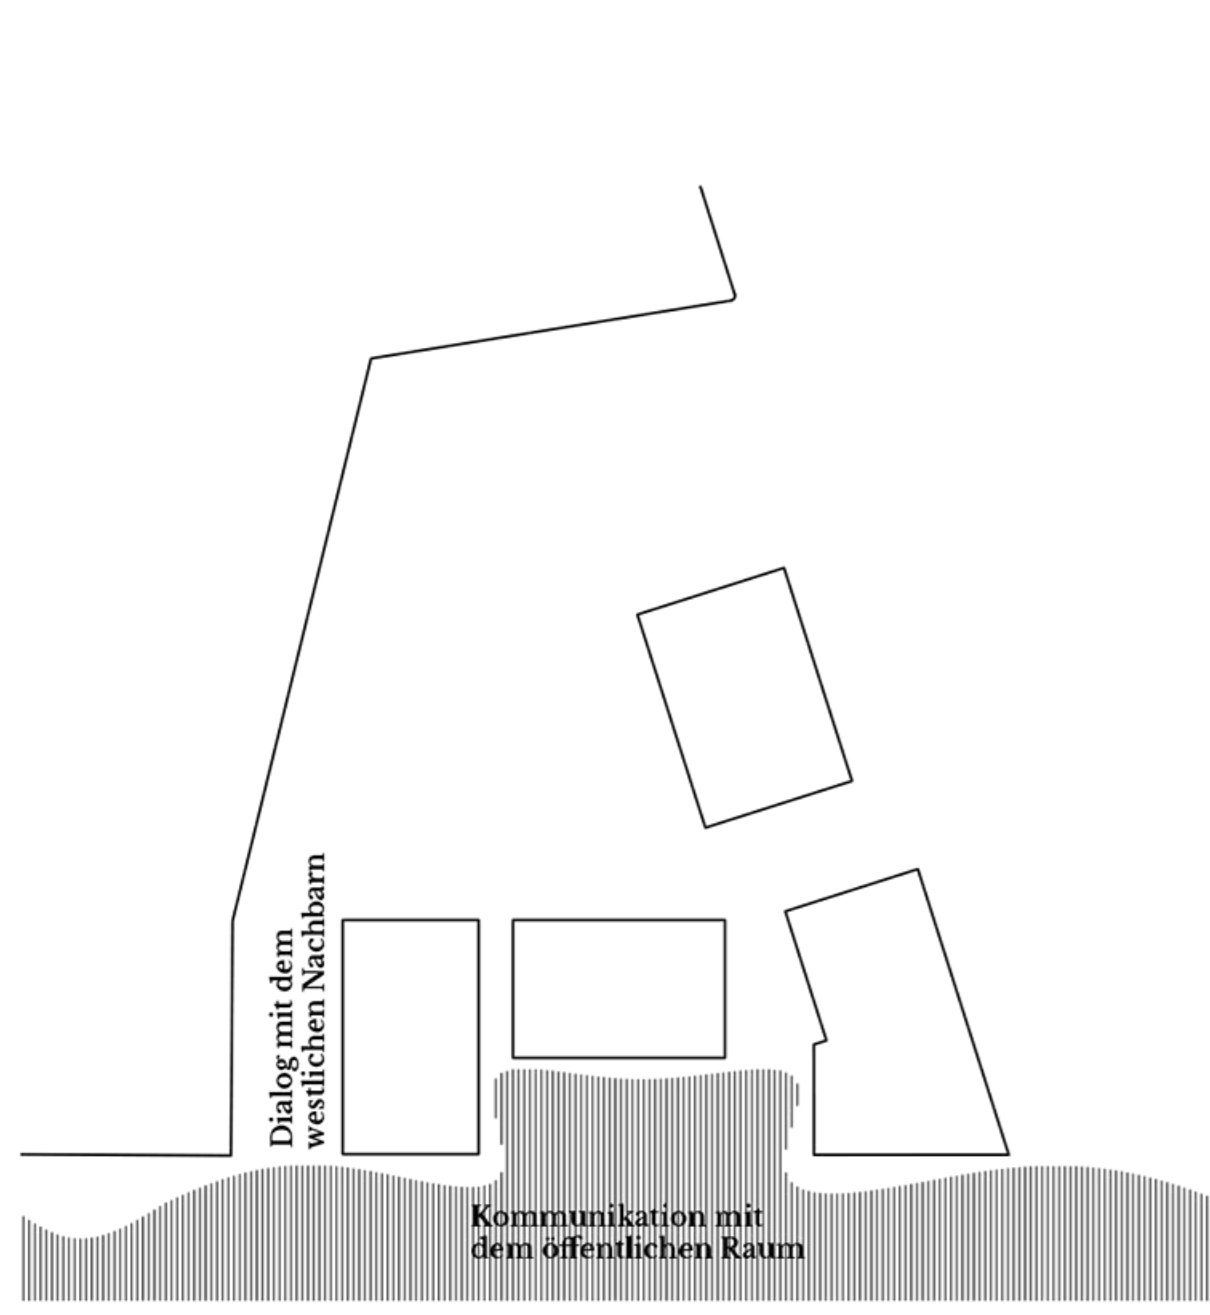 Dialog mit dem
westlichen Nachbarn
Kommunikation mit
dem öffentlichen Raum